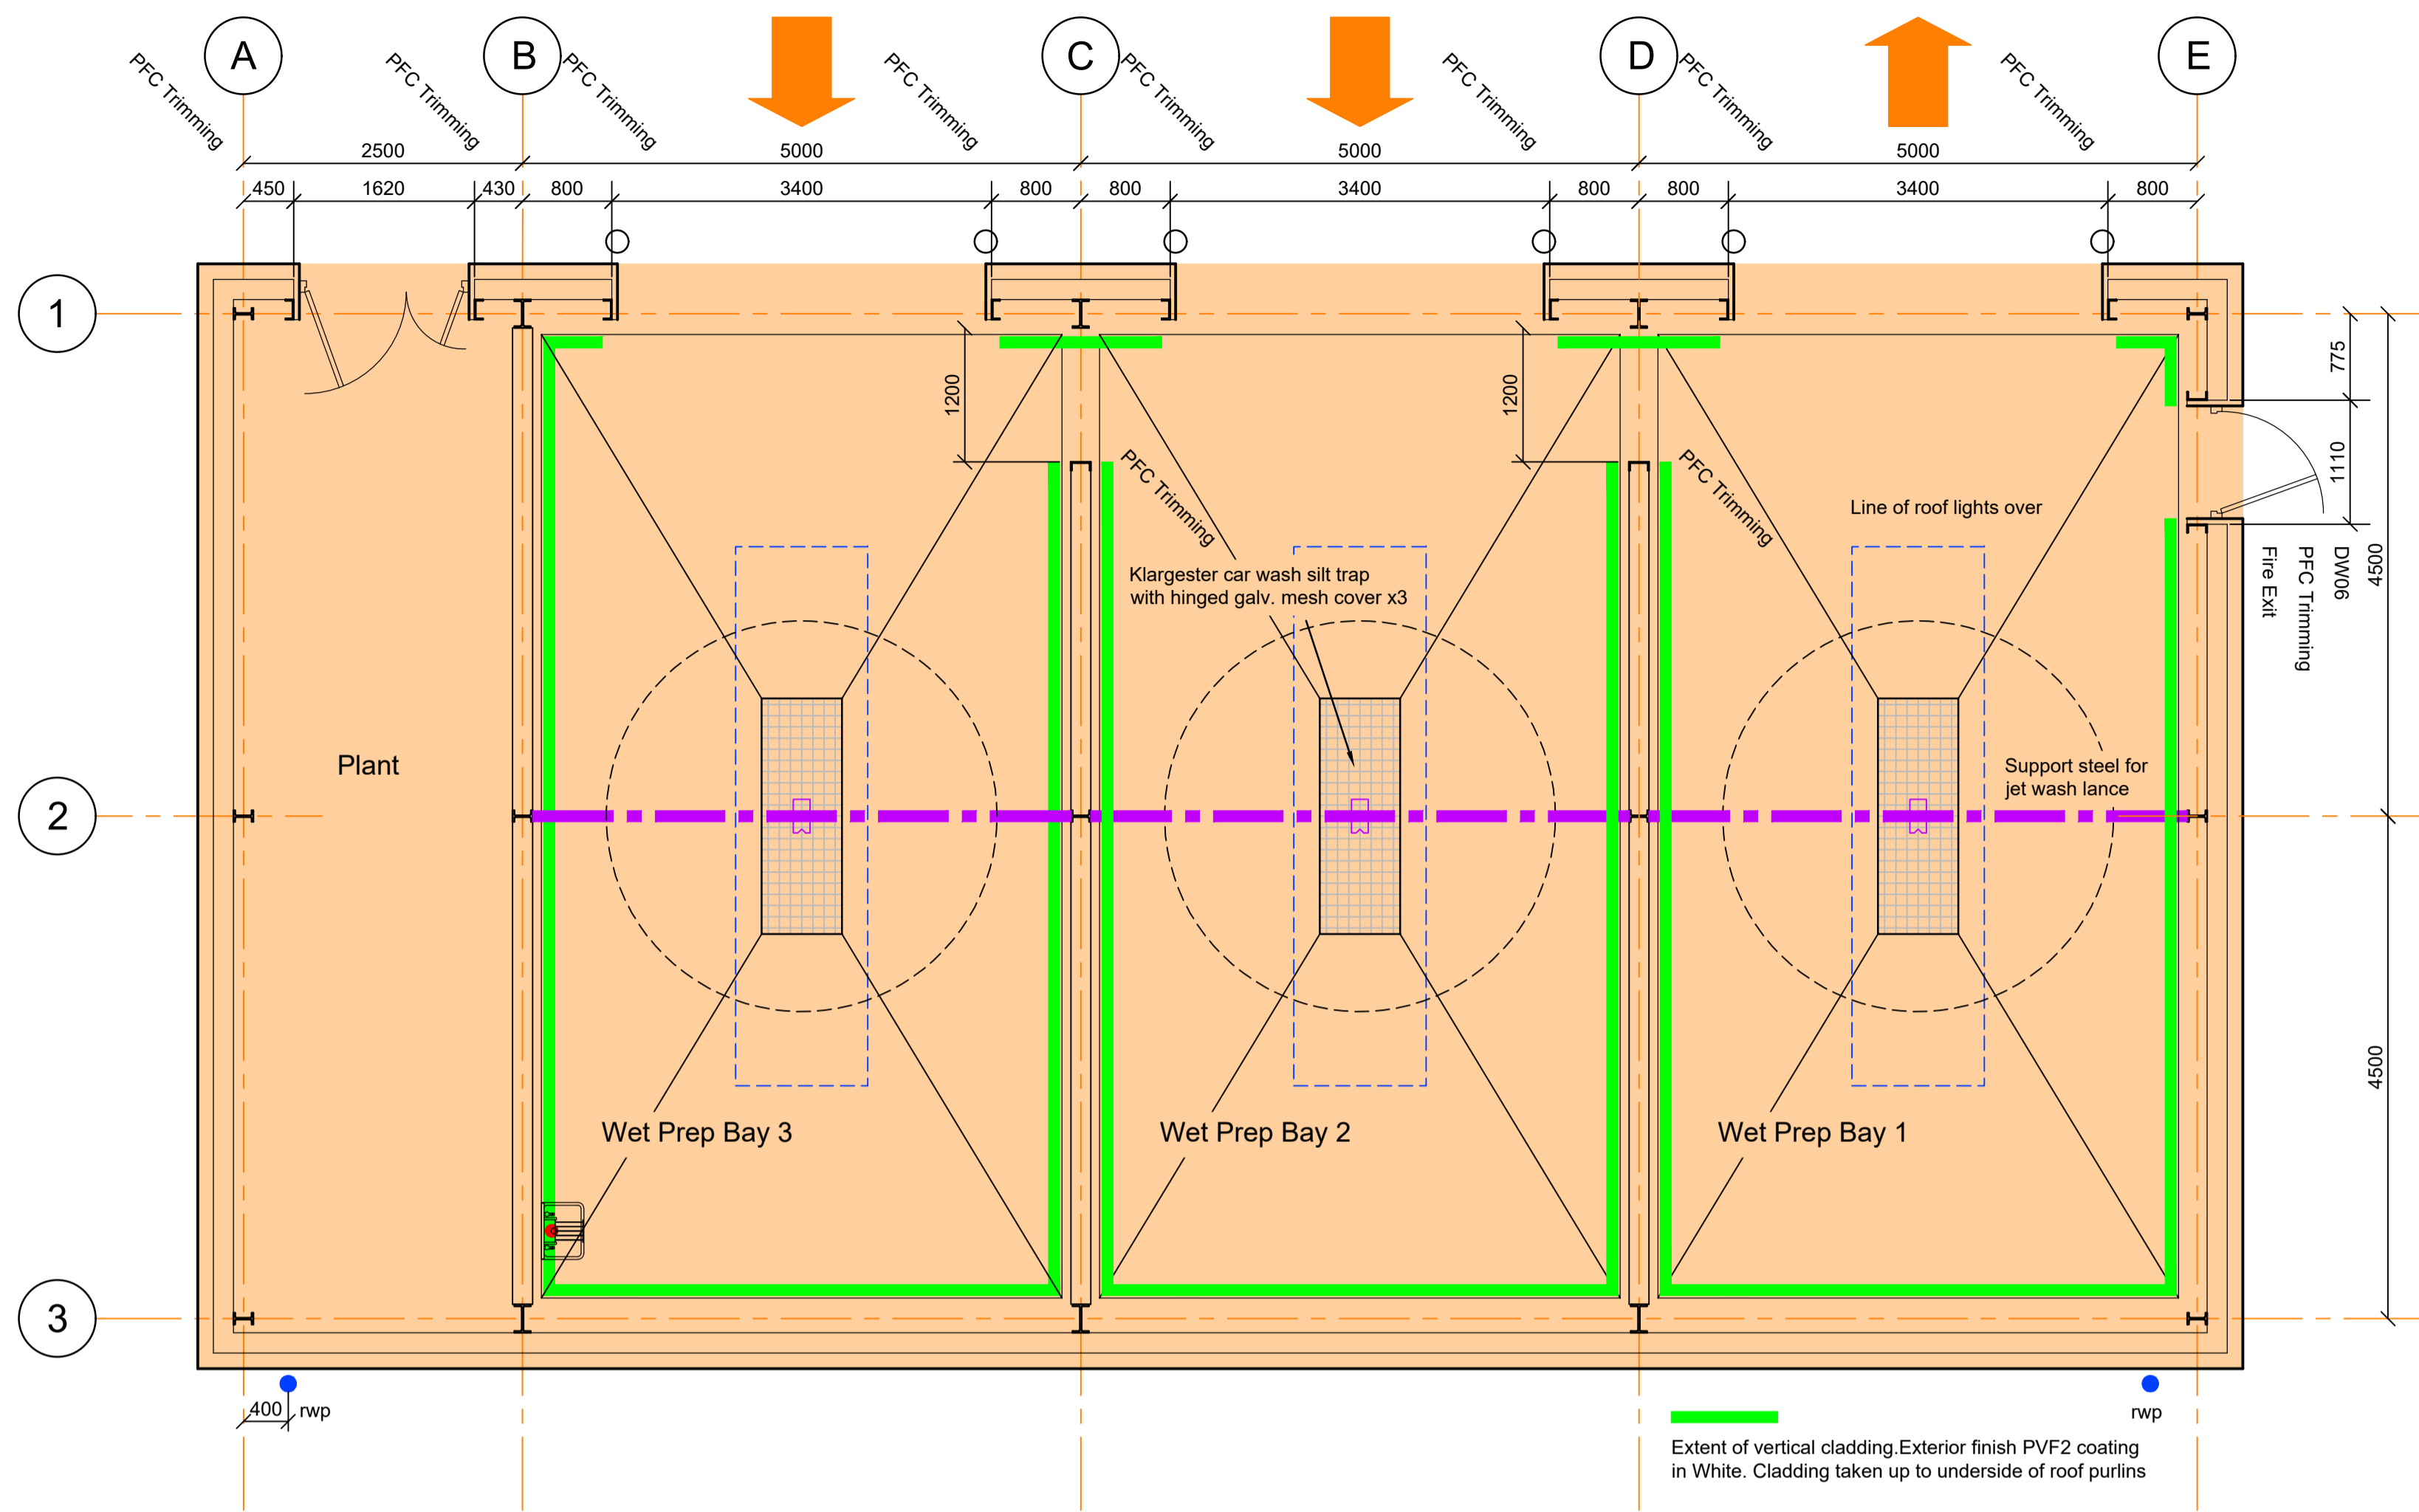 A
B
C
D
E
PFC Trimming
PFC Trimming
PFC Trimming
PFC Trimming
PFC Trimming
PFC Trimming
PFC Trimming
PFC Trimming
2500
5000
5000
5000
450
1620
430
800
3400
800
800
3400
800
800
3400
800
1
775
1200
1200
1110
PFC Trimming
PFC Trimming
Line of roof lights over
Klargester car wash silt trap
with hinged galv. mesh cover x3
4500
DW09
PFC Trimming
Fire Exit
Plant
Support steel for
jet wash lance
2
4500
Wet Prep Bay 3
Wet Prep Bay 2
Wet Prep Bay 1
3
400
rwp
rwp
Extent of vertical cladding.Exterior finish PVF2 coating
in White. Cladding taken up to underside of roof purlins